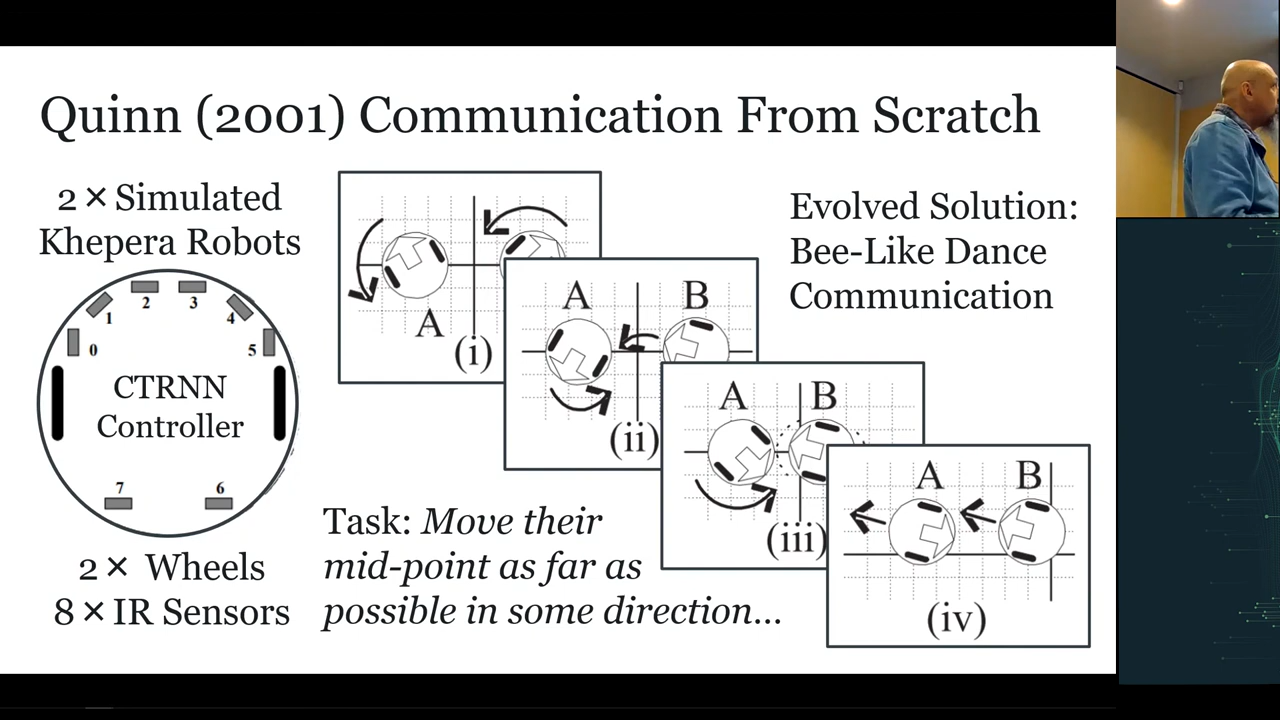 Quinn (2001) Communication From Scratch
2 × Simulated
Khepera Robots
0
1
2
3
4
5
CTRNN
Controller
7
6
2 × Wheels
8 × IR Sensors
A
(i)
A
B
(ii)
A
B
(iii)
A
B
(iv)
Evolved Solution:
Bee-Like Dance
Communication
Task: Move their
mid-point as far as
possible in some direction...